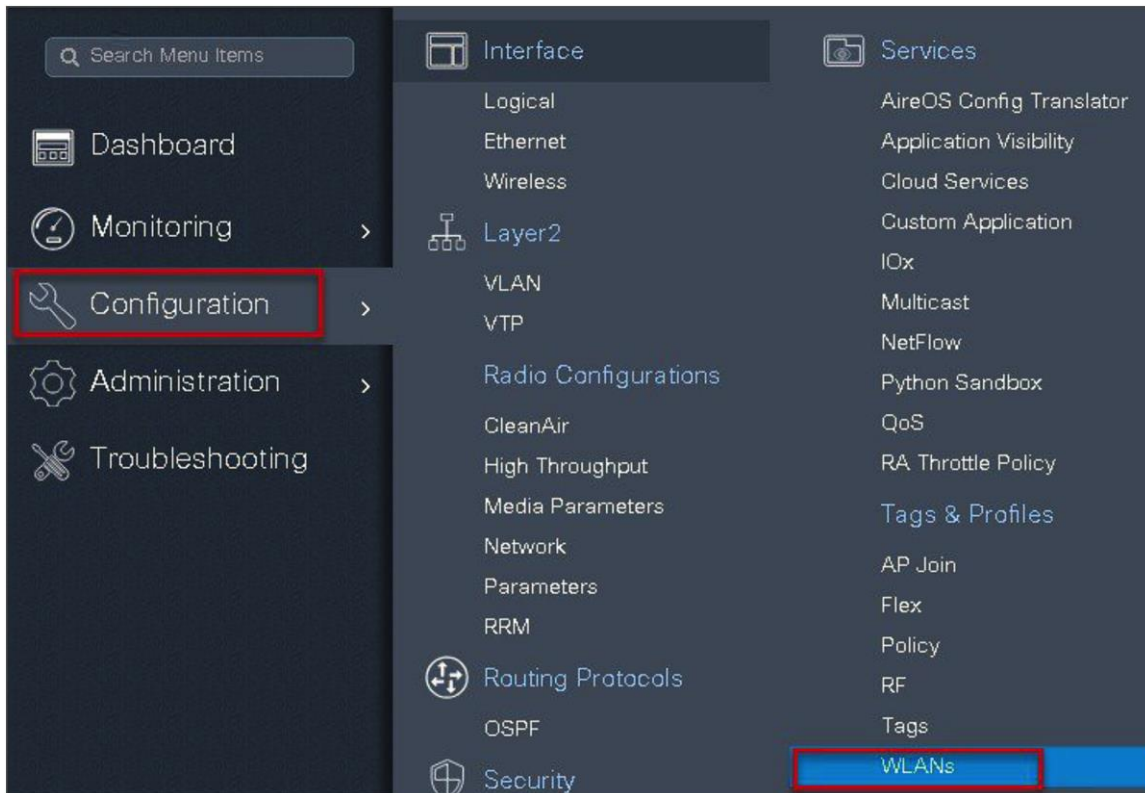 Search Menu Items
Dashboard
Monitoring
Configuration
Administration
Troubleshooting
Interface
Logical
Ethernet
Wireless
Layer2
VLAN
VTP
Radio Configurations
CleanAir
High Throughput
Media Parameters
Network
Parameters
RRM
Routing Protocols
OSPF
Security
Services
AireOS Config Translator
Application Visibility
Cloud Services
Custom Application
IOx
Multicast
NetFlow
Python Sandbox
QoS
RA Throttle Policy
Tags & Profiles
AP Join
Flex
Policy
RF
Tags
WLANs